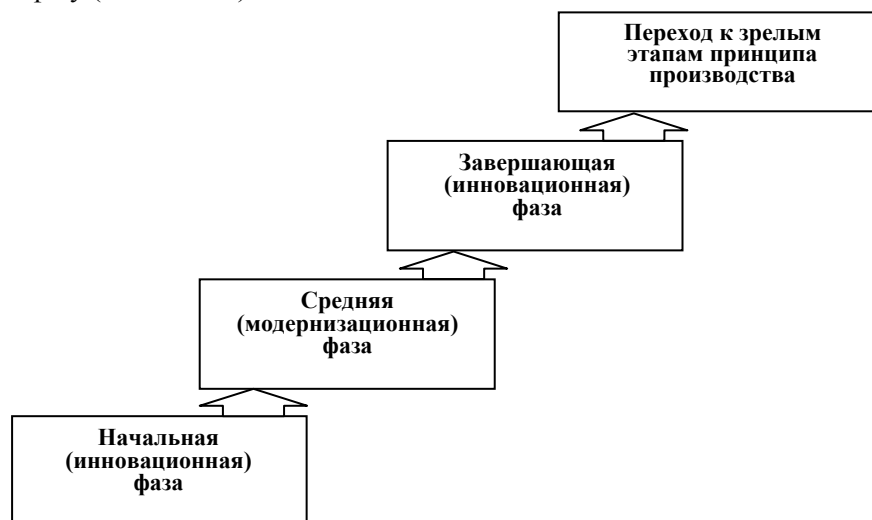 Переход к зрелым
этапам принципа
производства
Завершающая
(инновационная)
фаза
Средняя
(модернизационная)
фаза
Начальная
(инновационная)
фаза